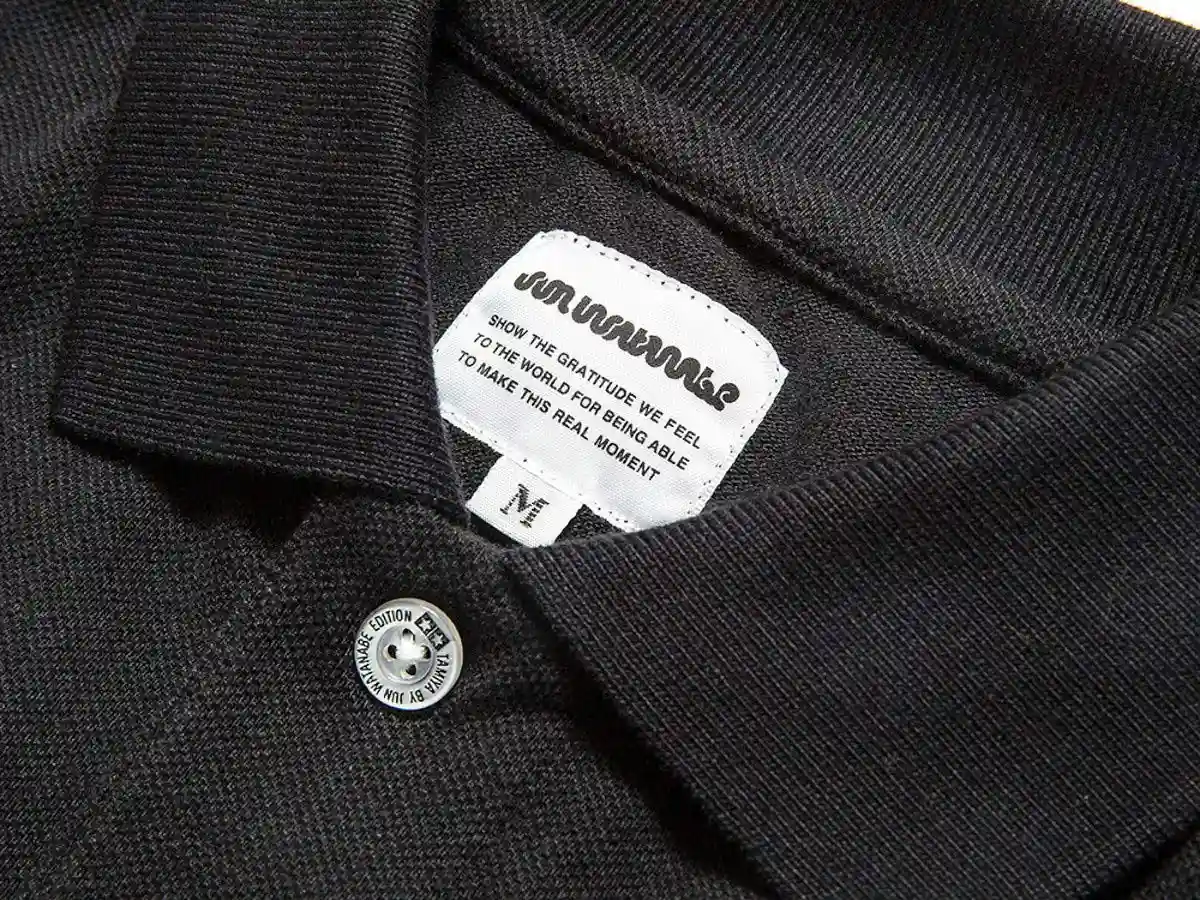 JUN WATANABE
SHOW THE GRATITUDE WE FEEL
TO THE WORLD FOR BEING ABLE
TO MAKE THIS REAL MOMENT
M
TAMIYA BY JUN WATANABE EDITION